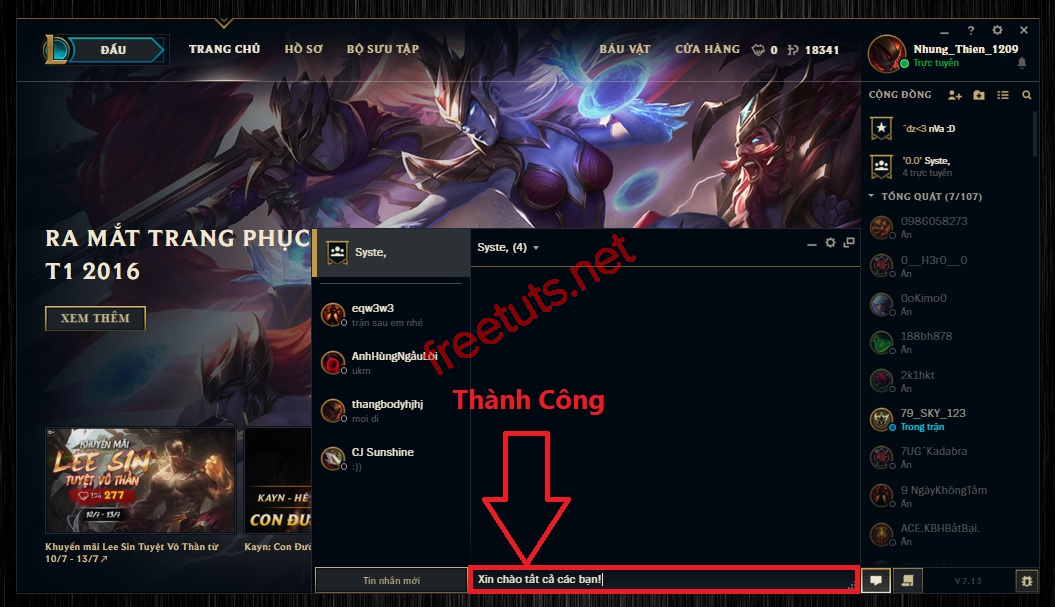 ĐẤU
TRANG CHỦ
HỒ SƠ
BỘ SƯU TẬP
BÁU VẬT
CỬA HÀNG
0
18341
Nhung_Thien_1209
Trực tuyến
CỘNG ĐỒNG
˜dz<3 nVa :D
'0.0' Syste,
4 trực tuyến
TỔNG QUÁT (7/107)
0986058273
Ẩn
0__H3r0__0
Ẩn
0oKimo0
Ẩn
188bh878
Ẩn
2k1hkt
Ẩn
79_SKY_123
Trong trận
7UG˜Kadabra
Ẩn
9 NgàyKhôngTắm
Ẩn
ACE.KBHBấtBại.
Ẩn
RA MẮT TRANG PHỤC
T1 2016
XEM THÊM
KHUYẾN MÃI
LEE SIN
TUYỆT VÔ THẦN
277
10/7 - 13/7
Khuyến mãi Lee Sin Tuyệt Vô Thần từ
10/7 - 13/7
KAYN - HÉ
CON ĐƯ
Kayn: Con Đườ
Syste,
eqw3w3
trận sau em nhé
AnhHùngNgầuLòi
ukm
thangbodyhjhj
moi di
CJ Sunshine
:))
Tin nhắn mới
Syste, (4)
freetuts.net
Thành Công
Xin chào tất cả các bạn!
V7.13